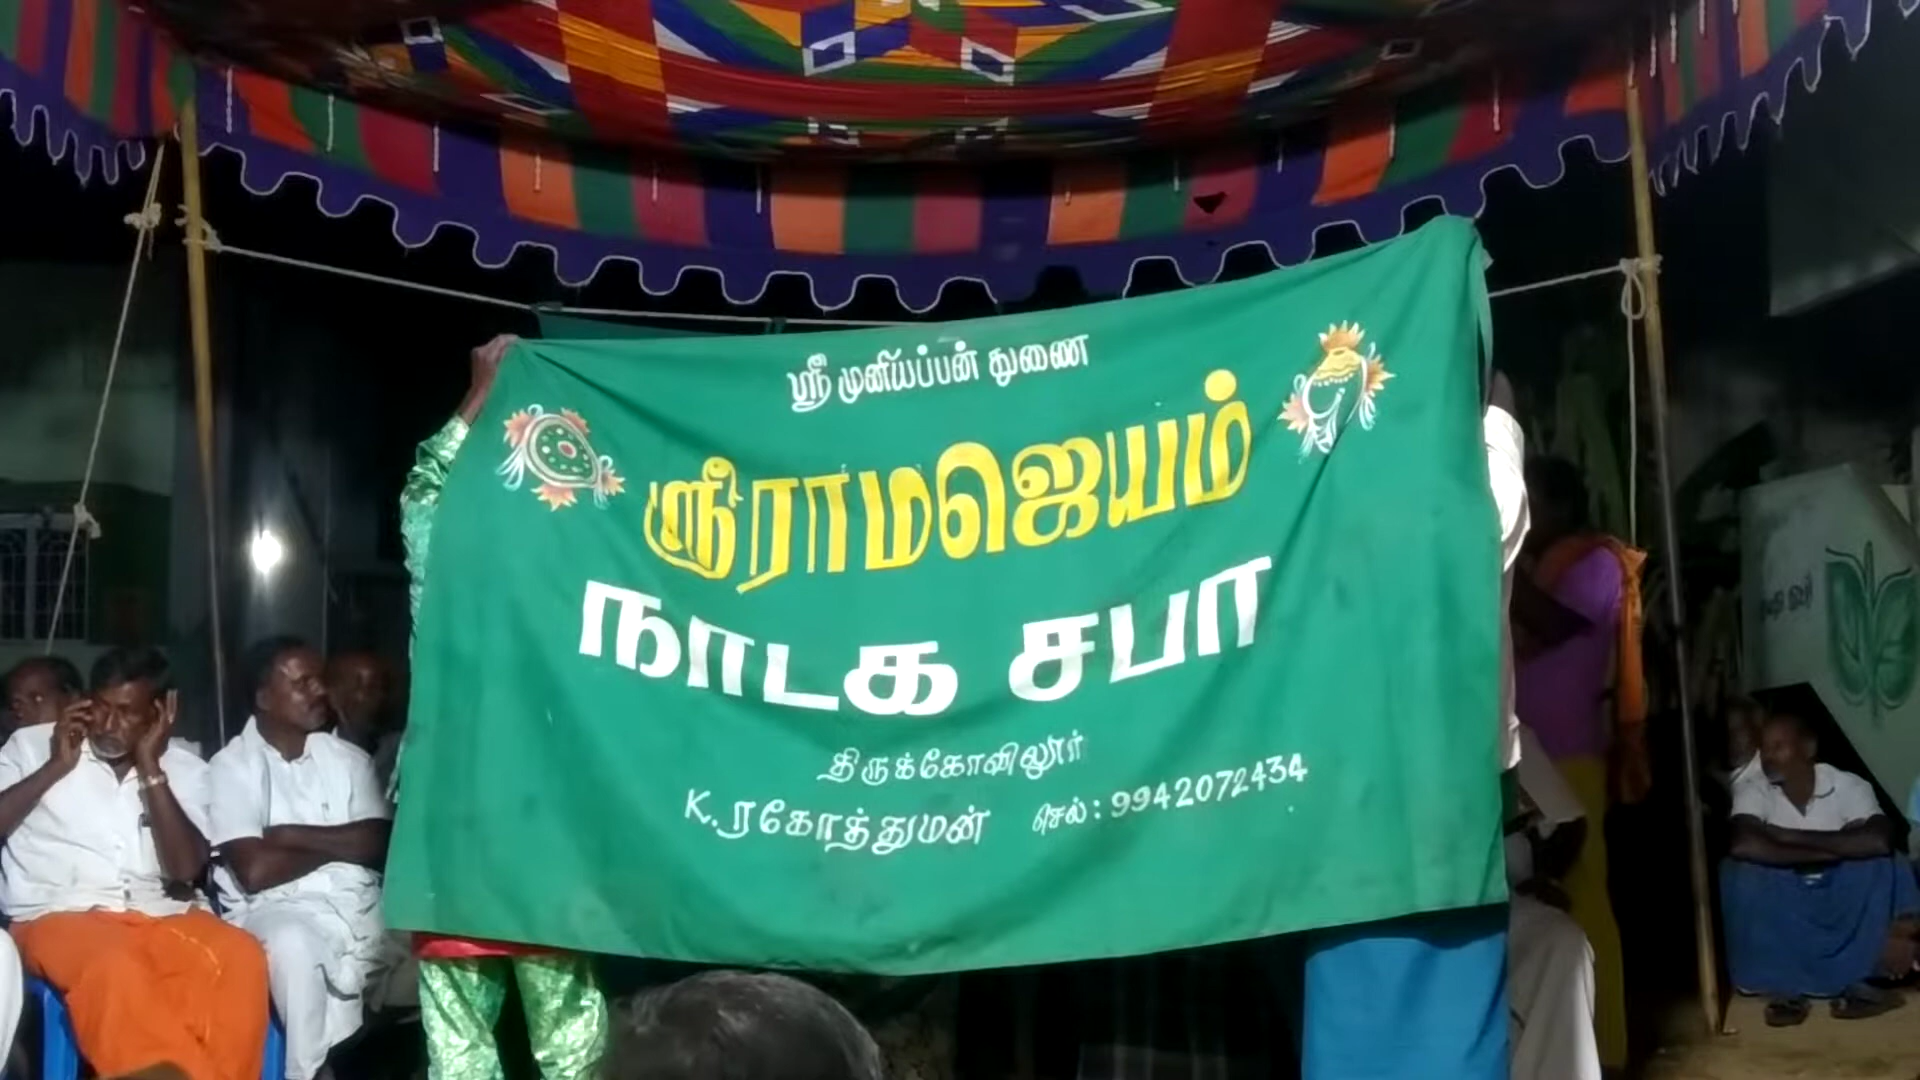 ஸ்ரீ முனியப்பன் துணை
ஸ்ரீராமஜெயம்
நாடக சபா
திருக்கோவிலூர்
K.ரகோத்துமன் செல் : 9942072434